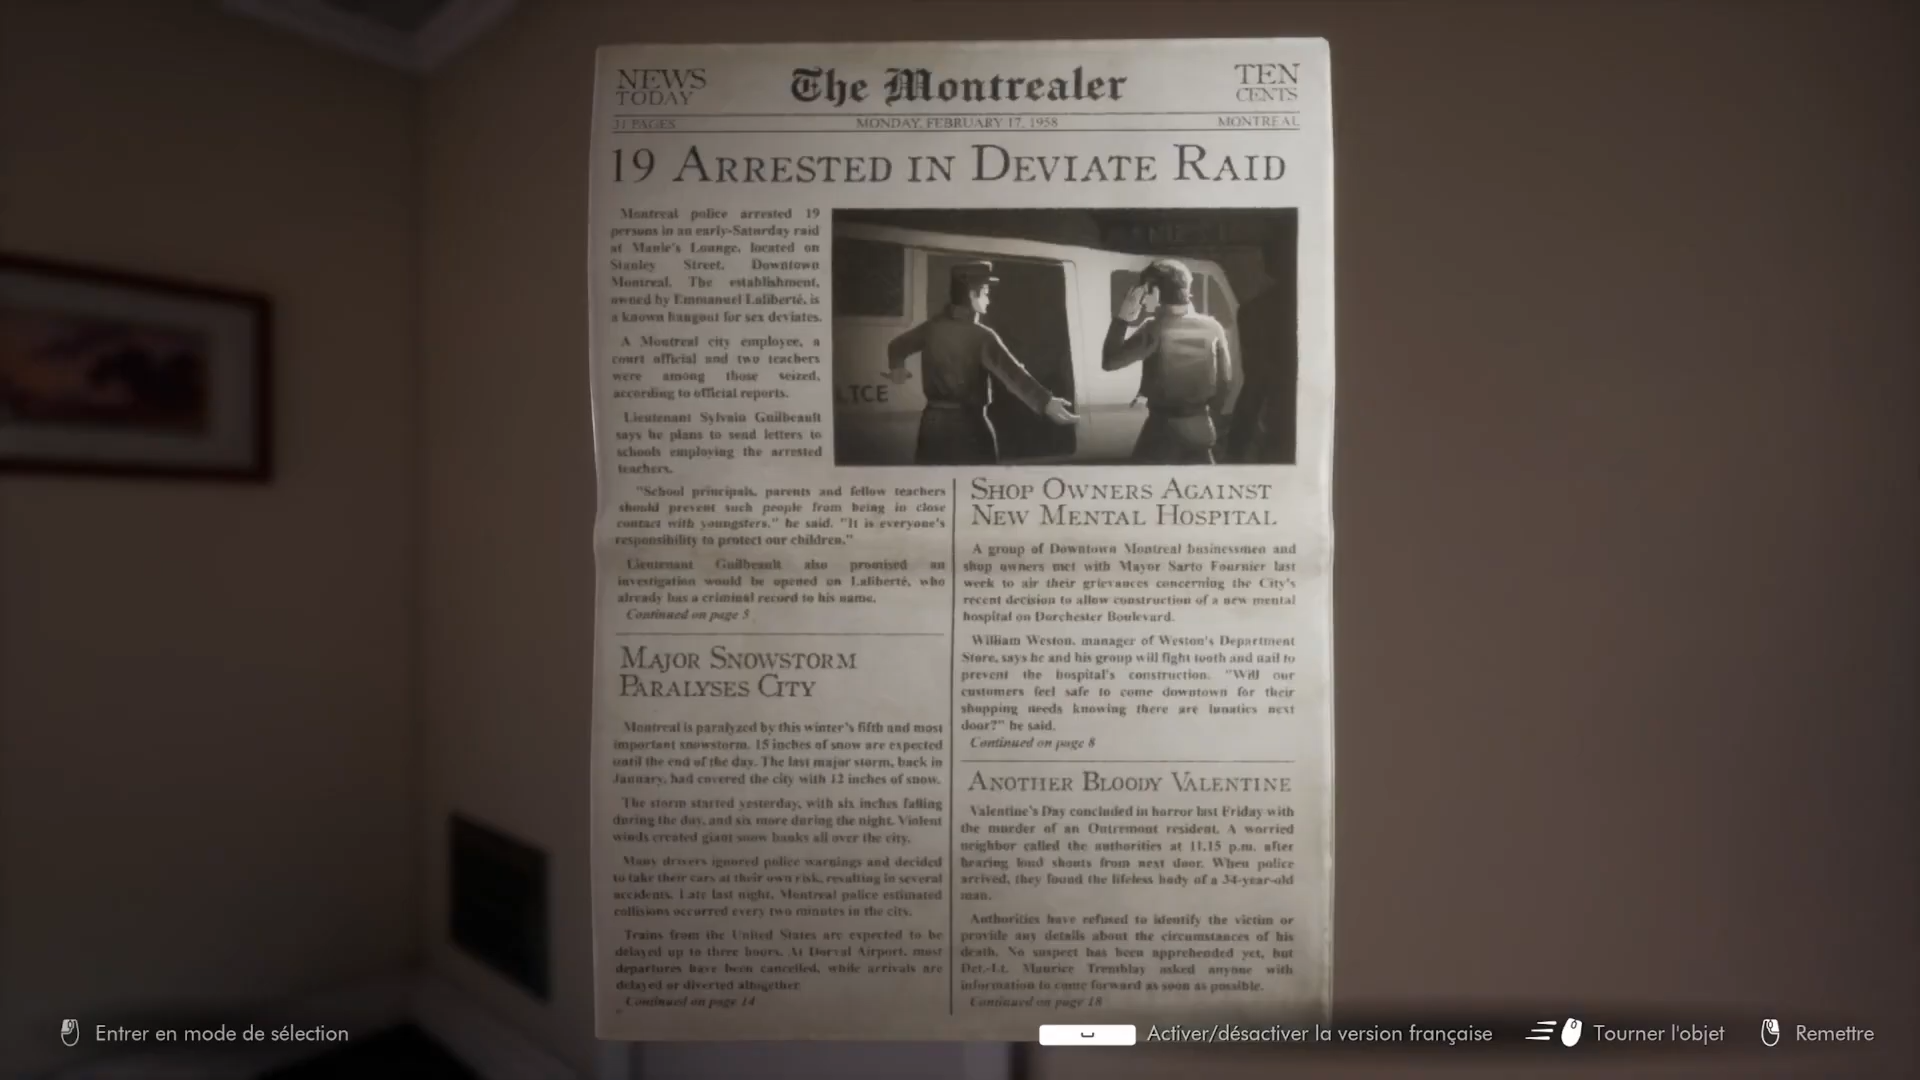 NEWS
TODAY
The Montrealer
TEN
CENTS
31 PAGES
MONDAY, FEBRUARY 17, 1958
MONTREAL
19 ARRESTED IN DEVIATE RAID
Montreal police arrested 19
persons in an early-Saturday raid
at Manie's Lounge, located on
Stanley Street, Downtown
Montreal. The establishment,
owned by Emmanuel Laliberté, is
a known hangout for sex deviates.
A Montreal city employee, a
court official and two teachers
were among those seized,
according to official reports.
Lieutenant Sylvain Guilbeault
says he plans to send letters to
schools employing the arrested
teachers.
"School principals, parents and fellow teachers
should prevent such people from being in close
contact with youngsters," he said. "It is everyone's
responsibility to protect our children."
Lieutenant Guilbeault also promised an
investigation would be opened on Laliberté, who
already has a criminal record to his name.
Continued on page 5
LICE
MAJOR SNOWSTORM
PARALYSES CITY
Montreal is paralyzed by this winter's fifth and most
important snowstorm. 15 inches of snow are expected
until the end of the day. The last major storm, back in
January, had covered the city with 12 inches of snow.
The storm started yesterday, with six inches falling
during the day, and six more during the night. Violent
winds created giant snow banks all over the city.
Many drivers ignored police warnings and decided
to take their cars at their own risk, resulting in several
accidents. Late last night, Montreal police estimated
collisions occurred every two minutes in the city.
Trains from the United States are expected to be
delayed up to three hours. At Dorval Airport, most
departures have been cancelled, while arrivals are
delayed or diverted altogether.
Continued on page 14
SHOP OWNERS AGAINST
NEW MENTAL HOSPITAL
A group of Downtown Montreal businessmen and
shop owners met with Mayor Sarto Fournier last
week to air their grievances concerning the City's
recent decision to allow construction of a new mental
hospital on Dorchester Boulevard.
William Weston, manager of Weston's Department
Store, says he and his group will fight tooth and nail to
prevent the hospital's construction. "Will our
customers feel safe to come downtown for their
shopping needs knowing there are lunatics next
door?" he said.
Continued on page 8
ANOTHER BLOODY VALENTINE
Valentine's Day concluded in horror last Friday with
the murder of an Outremont resident. A worried
neighbor called the authorities at 11.15 p.m. after
hearing loud shouts from next door. When police
arrived, they found the lifeless body of a 34-year-old
man.
Authorities have refused to identify the victim or
provide any details about the circumstances of his
death. No suspect has been apprehended yet, but
Det.-Lt. Maurice Tremblay asked anyone with
information to come forward as soon as possible.
Continued on page 18
Entrer en mode de sélection
Activer/désactiver la version française
Tourner l'objet
Remettre